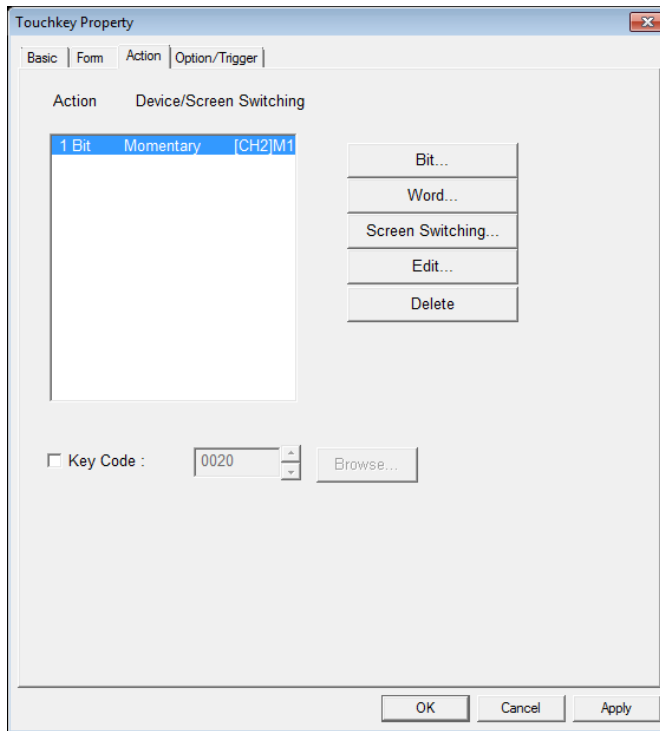 Touchkey Property
Basic Form Action Option/Trigger
Action Device/Screen Switching
1 Bit Momentary [CH2]M1
Bit...
Word...
Screen Switching...
Edit...
Delete
Key Code : 0020 Browse...
OK Cancel Apply